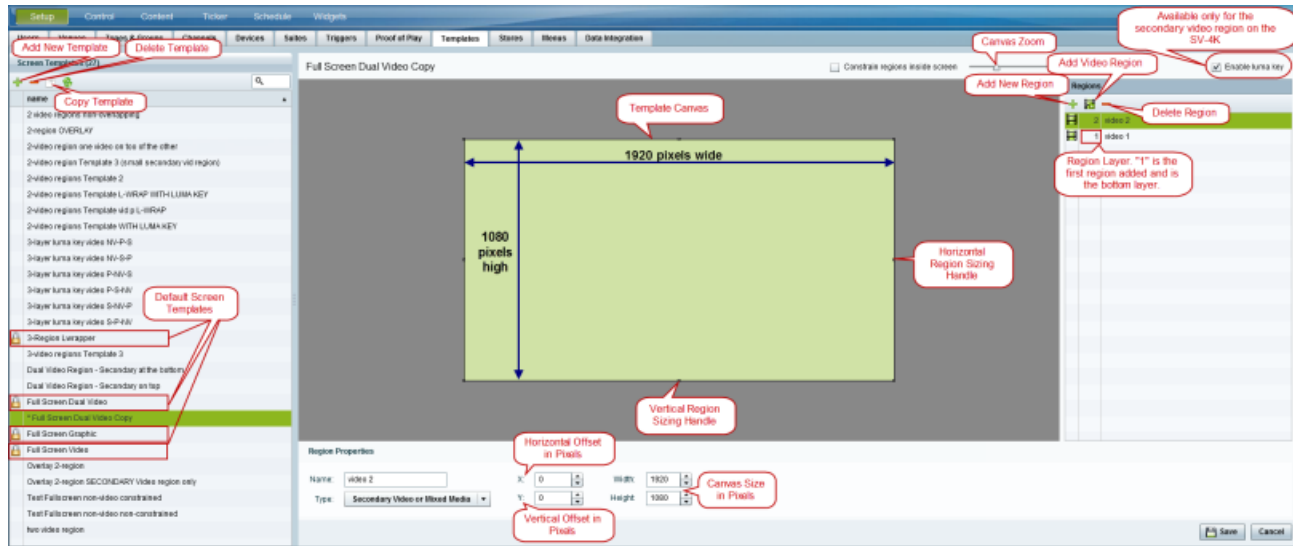 Setup Control Content Ticker Schedule Widgets
Devices Suites Triggers Proof of Play Templates Stores Menus Data Integration
Add New Template
Delete Template
Copy Template
name
2 video regions non overlapping
2-region OVERLAY
2-video region one video on top of the other
2-video region Template 3 (small secondary vid region)
2-video regions Template 2
2-video regions Template L-WRAP WITH LUMA KEY
2-video regions Template vid p L-WRAP
2-video regions Template WITH LUMA KEY
3-layer luma key video NV-P-S
3-layer luma key video NV-S-P
3-layer luma key video P-NV-S
3-layer luma key video P-S-NV
3-layer luma key video S-NV-P
3-layer luma key video S-P-NV
3-Region Lwrapper
3-video regions Template 3
Dual Video Region - Secondary at the bottom
Dual Video Region - Secondary on top
Full Screen Dual Video
* Full Screen Dual Video Copy
Full Screen Graphic
Full Screen Video
Overlay 2-region
Overlay 2-region SECONDARY Video region only
Test Fullscreen non-video constrained
Test Fullscreen non-video non-constrained
two video region
Default Screen
Templates
Full Screen Dual Video Copy
Constrain regions inside screen
Canvas Zoom
Available only for the
secondary video region on the
SV-4K
Enable luma key
Add Video Region
Add New Region
Regions
Delete Region
2 video 2
1 video 1
Region Layer. "1" is the
first region added and is
the bottom layer.
Template Canvas
1920 pixels wide
1080
pixels
high
Horizontal
Region Sizing
Handle
Vertical Region
Sizing Handle
Region Properties
Horizontal Offset
in Pixels
Name: video 2 X: 0 Width: 1920
Type: Secondary Video or Mixed Media Y: 0 Height 1080
Canvas Size
in Pixels
Vertical Offset in
Pixels
Save Cancel